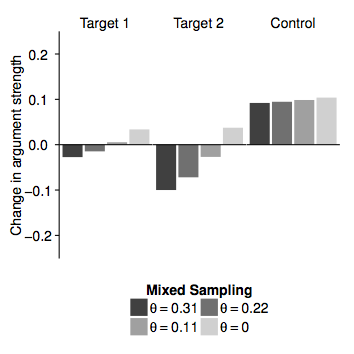 Target 1 Target 2 Control
Change in argument strength
0.2
0.1
0.0
−0.1
−0.2
Mixed Sampling
θ = 0.31 θ = 0.22
θ = 0.11 θ = 0